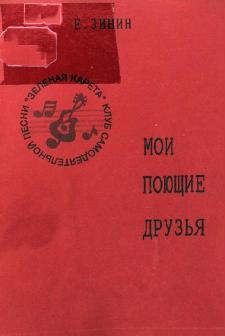 Е. ЗИНИН
"ЗЕЛЕНАЯ КАРЕТА" КЛУБ САМОДЕЯТЕЛЬНОЙ ПЕСНИ
МОИ
ПОЮЩИЕ
ДРУЗЬЯ